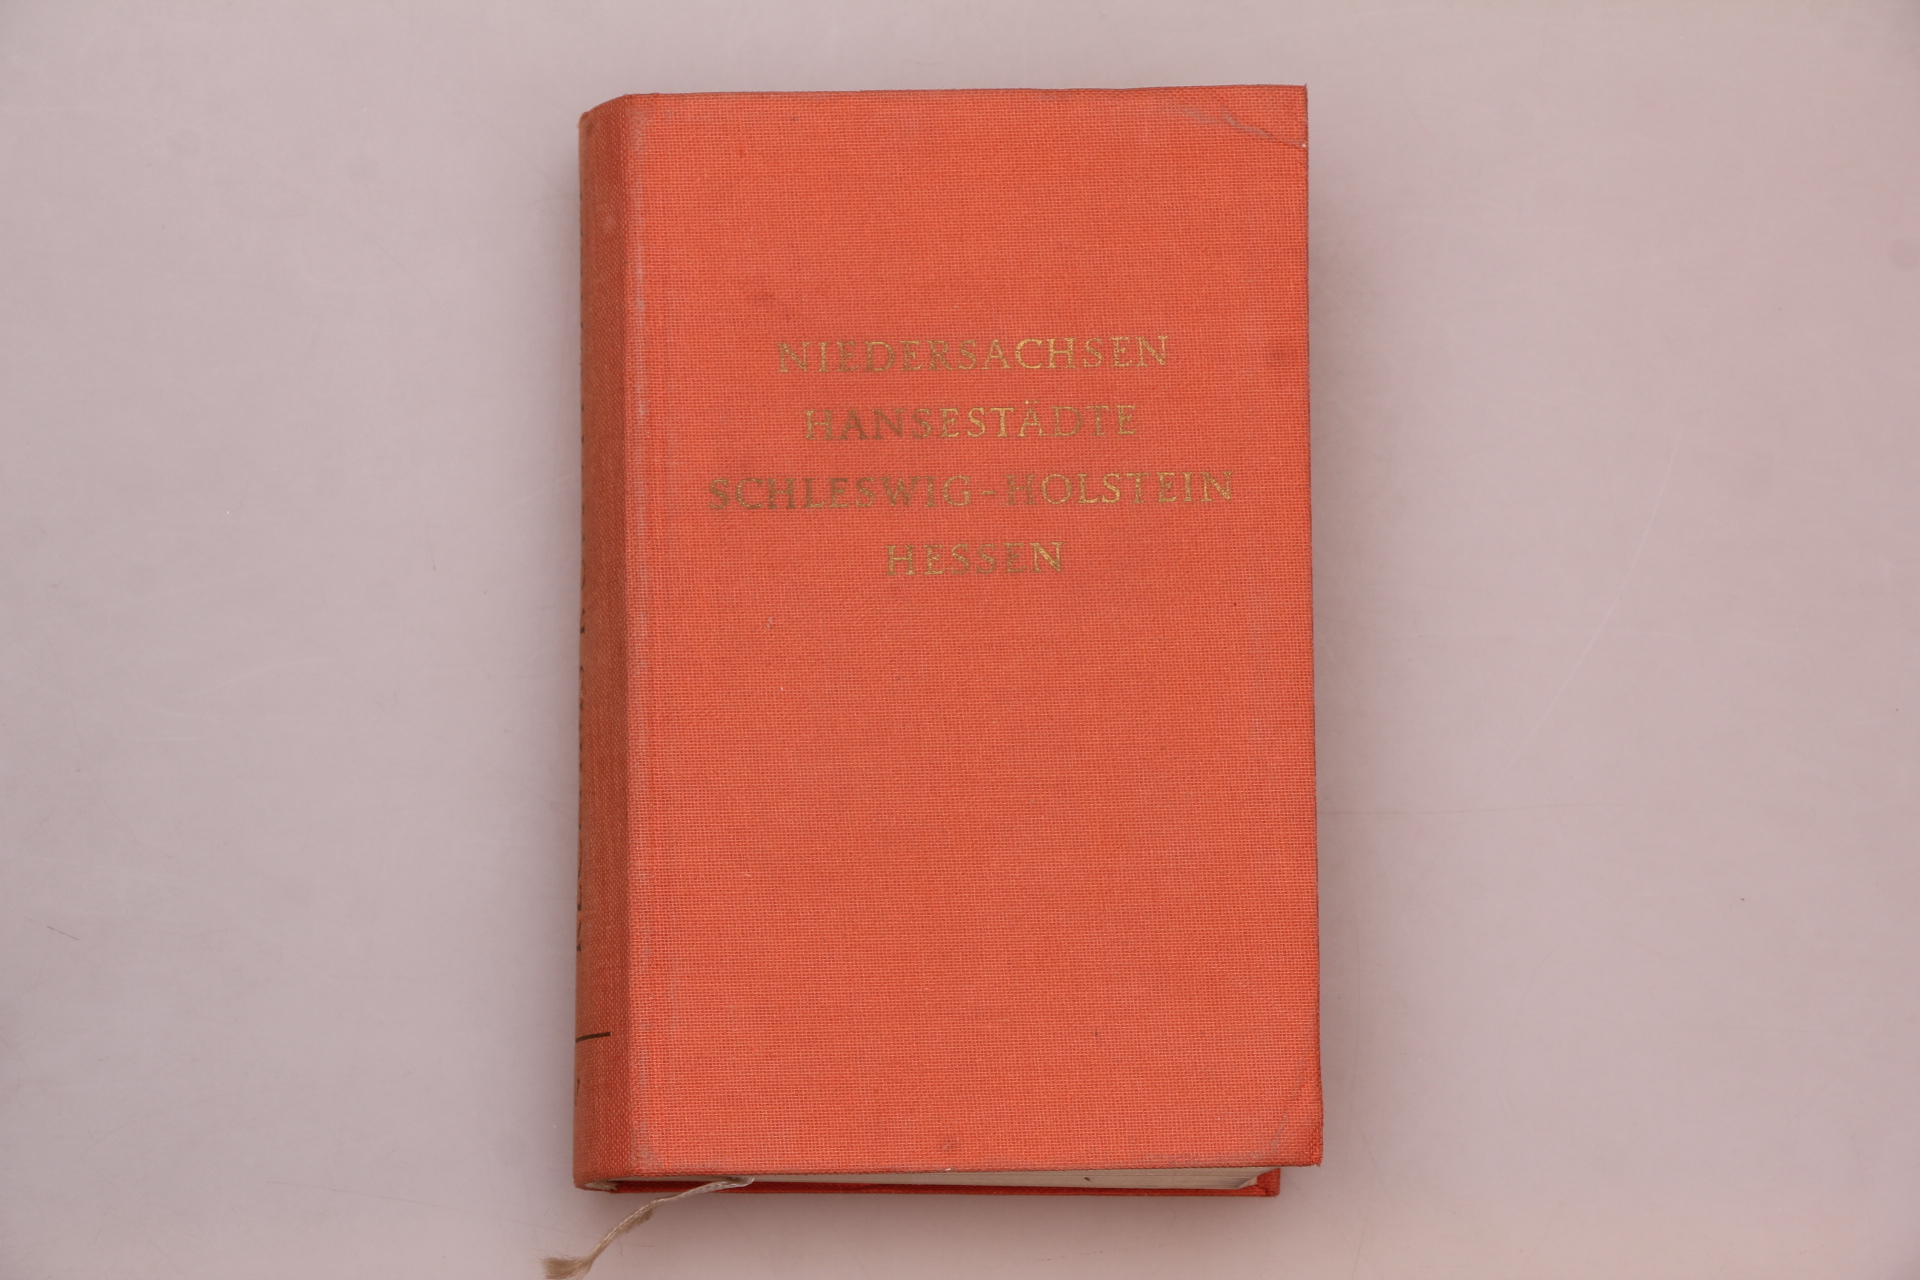 NIEDERSACHSEN
HANSESTÄDTE
SCHLESWIG-HOLSTEIN
HESSEN